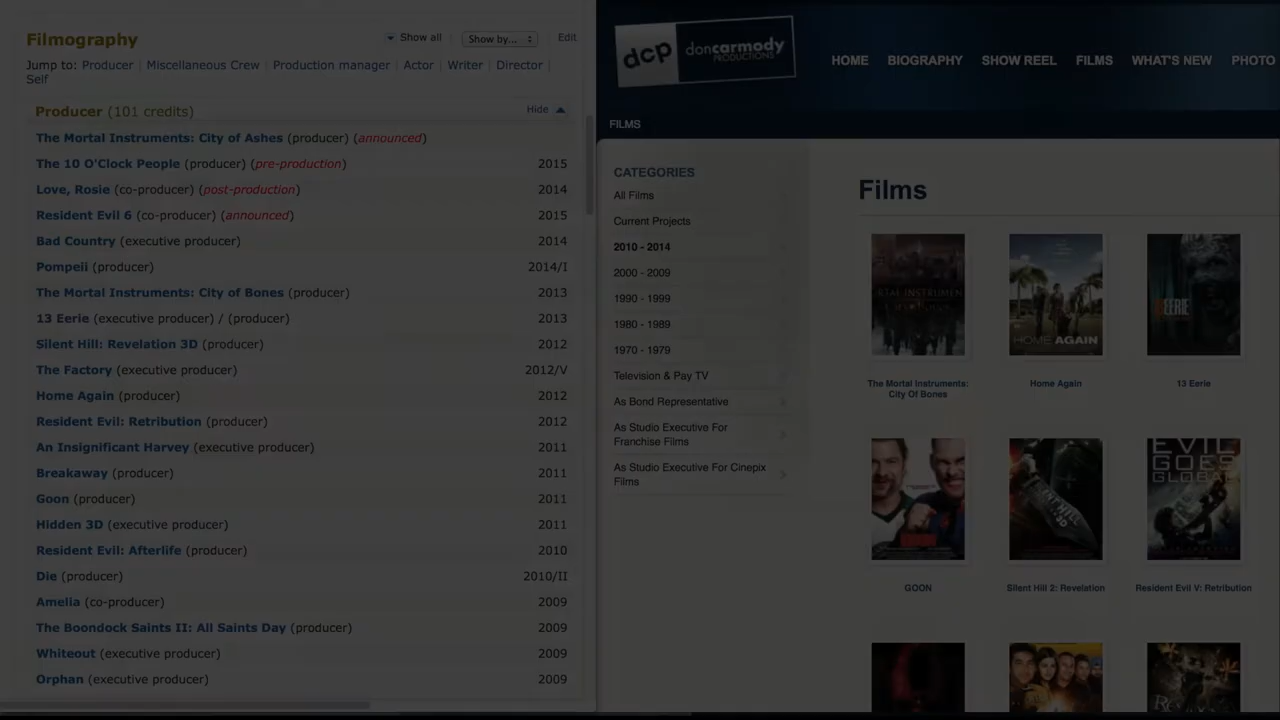 Filmography
Show all
Show by...
Edit
Jump to: Producer | Miscellaneous Crew | Production manager | Actor | Writer | Director |
Self
Producer (101 credits)
Hide
The Mortal Instruments: City of Ashes (producer) (announced)
The 10 O'Clock People (producer) (pre-production) 2015
Love, Rosie (co-producer) (post-production) 2014
Resident Evil 6 (co-producer) (announced) 2015
Bad Country (executive producer) 2014
Pompeii (producer) 2014/I
The Mortal Instruments: City of Bones (producer) 2013
13 Eerie (executive producer) / (producer) 2013
Silent Hill: Revelation 3D (producer) 2012
The Factory (executive producer) 2012/V
Home Again (producer) 2012
Resident Evil: Retribution (producer) 2012
An Insignificant Harvey (executive producer) 2011
Breakaway (producer) 2011
Goon (producer) 2011
Hidden 3D (executive producer) 2011
Resident Evil: Afterlife (producer) 2010
Die (producer) 2010/II
Amelia (co-producer) 2009
The Boondock Saints II: All Saints Day (producer) 2009
Whiteout (executive producer) 2009
Orphan (executive producer) 2009
dcp doncarmody
PRODUCTIONS
HOME BIOGRAPHY SHOW REEL FILMS WHAT'S NEW PHOTO
FILMS
CATEGORIES
All Films
Current Projects
2010 - 2014
2000 - 2009
1990 - 1999
1980 - 1989
1970 - 1979
Television & Pay TV
As Bond Representative
As Studio Executive For
Franchise Films
As Studio Executive For Cinepix
Films
Films
RTAL INSTRUMEN
HOME AGAIN
EERIE
The Mortal Instruments:
City Of Bones
Home Again
13 Eerie
EVIL
GOES
GLOBAL
GOON
Silent Hill 2: Revelation
Resident Evil V: Retribution